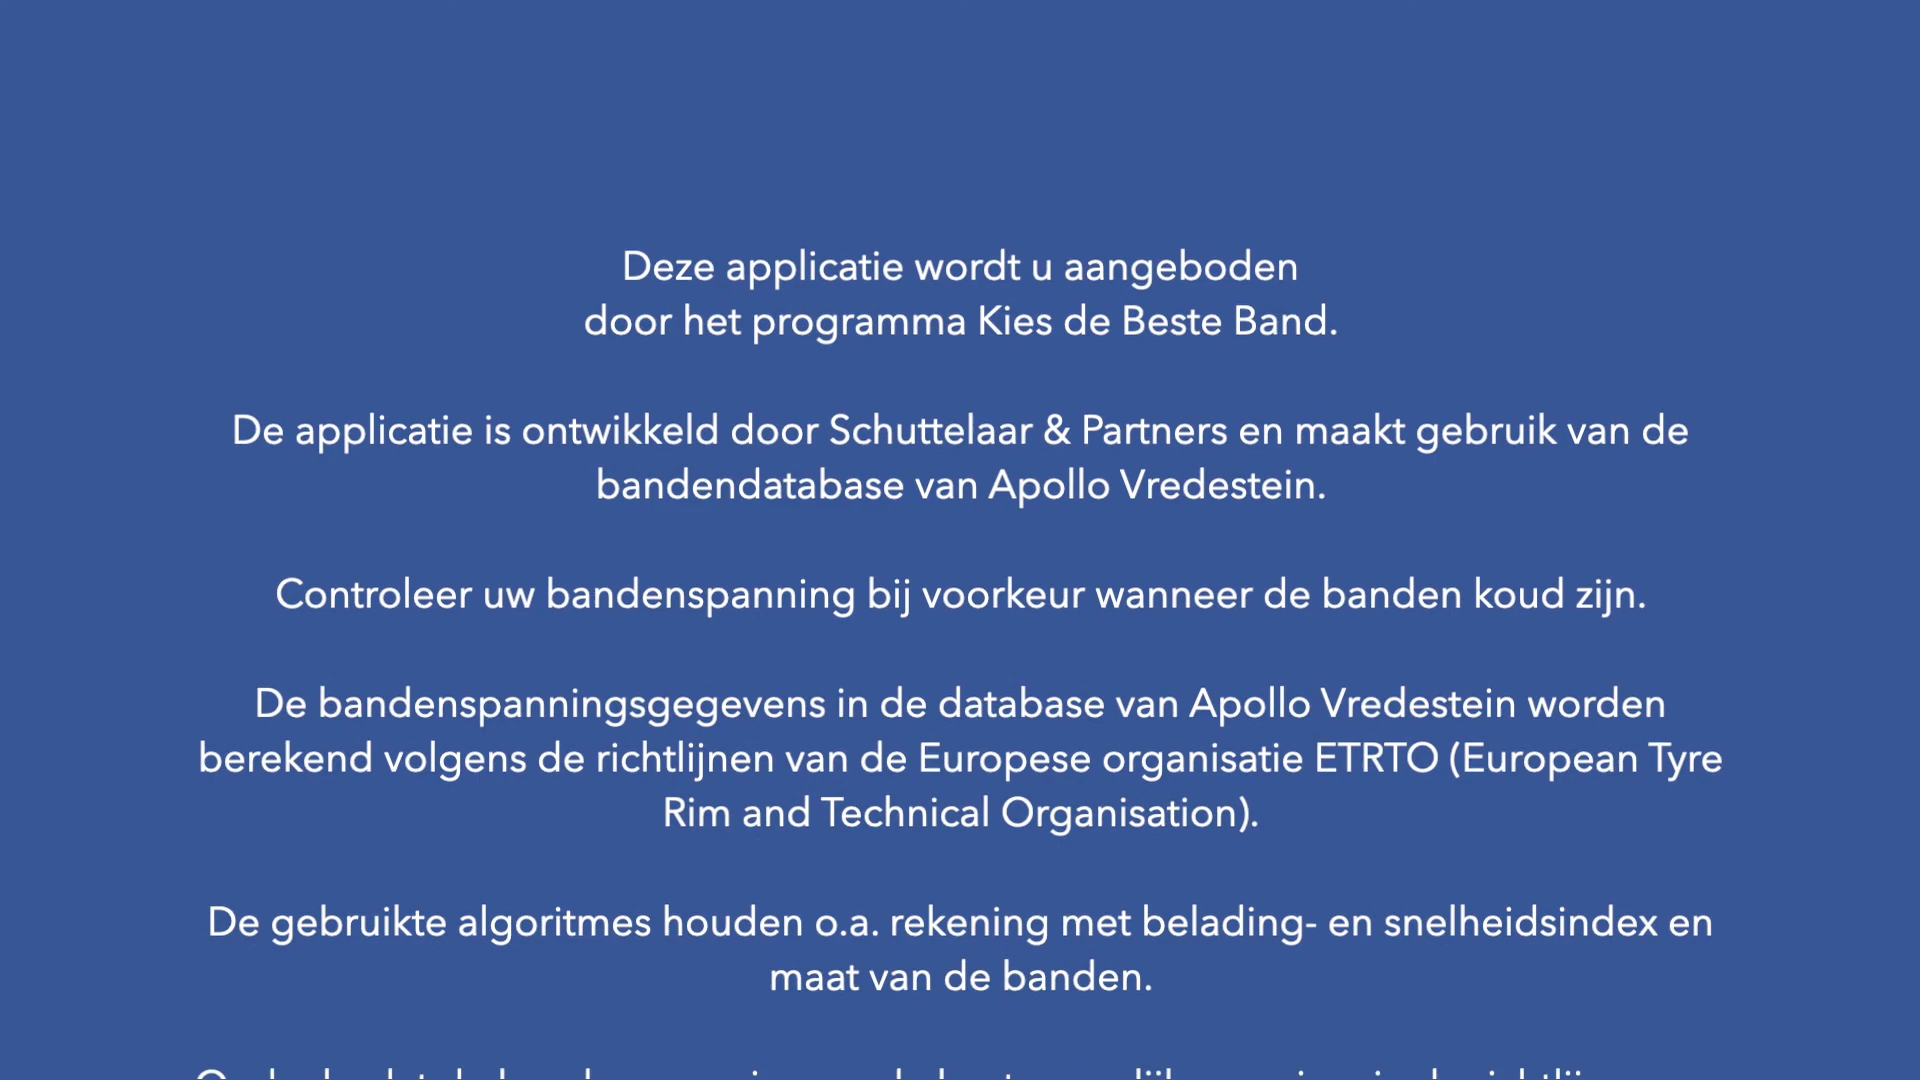 Deze applicatie wordt u aangeboden
door het programma Kies de Beste Band.
De applicatie is ontwikkeld door Schuttelaar & Partners en maakt gebruik van de
bandendatabase van Apollo Vredestein.
Controleer uw bandenspanning bij voorkeur wanneer de banden koud zijn.
De bandenspanningsgegevens in de database van Apollo Vredestein worden
berekend volgens de richtlijnen van de Europese organisatie ETRTO (European Tyre
Rim and Technical Organisation).
De gebruikte algoritmes houden o.a. rekening met belading- en snelheidsindex en
maat van de banden.